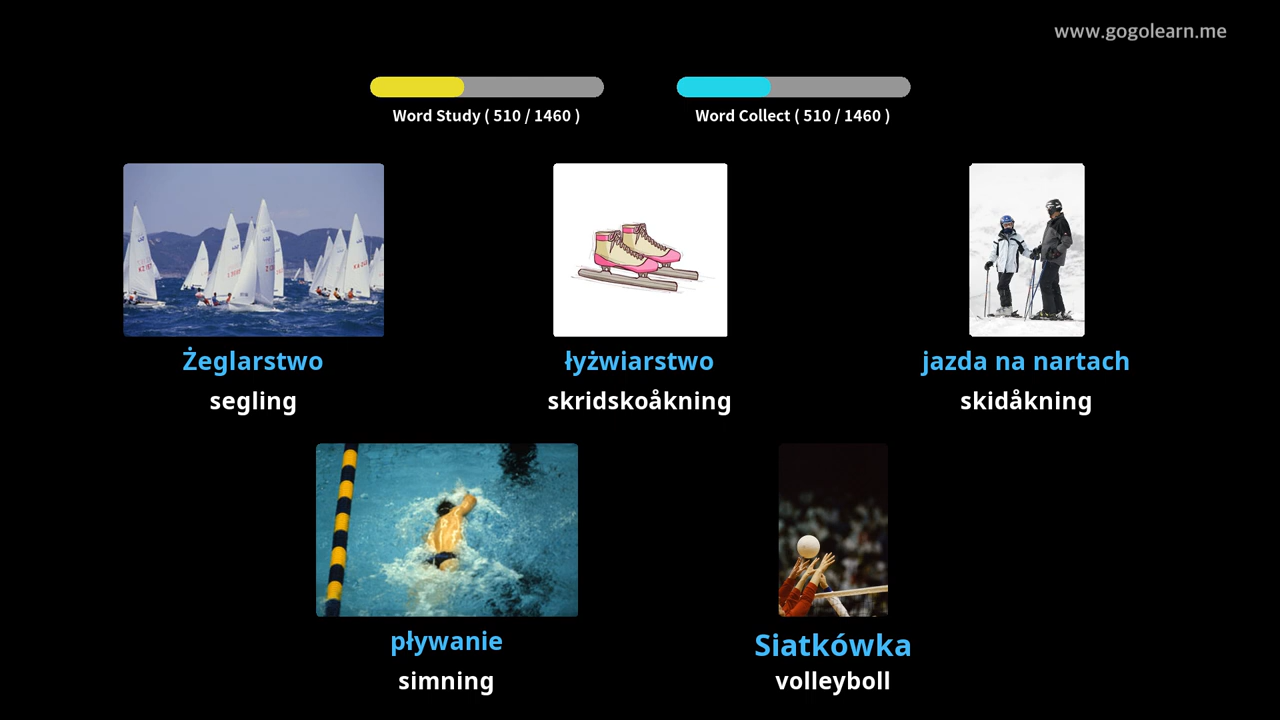 www.gogolearn.me
Word Study ( 510 / 1460 )
Word Collect ( 510 / 1460 )
Żeglarstwo
segling
łyżwiarstwo
skridskoåkning
jazda na nartach
skidåkning
pływanie
simning
Siatkówka
volleyboll